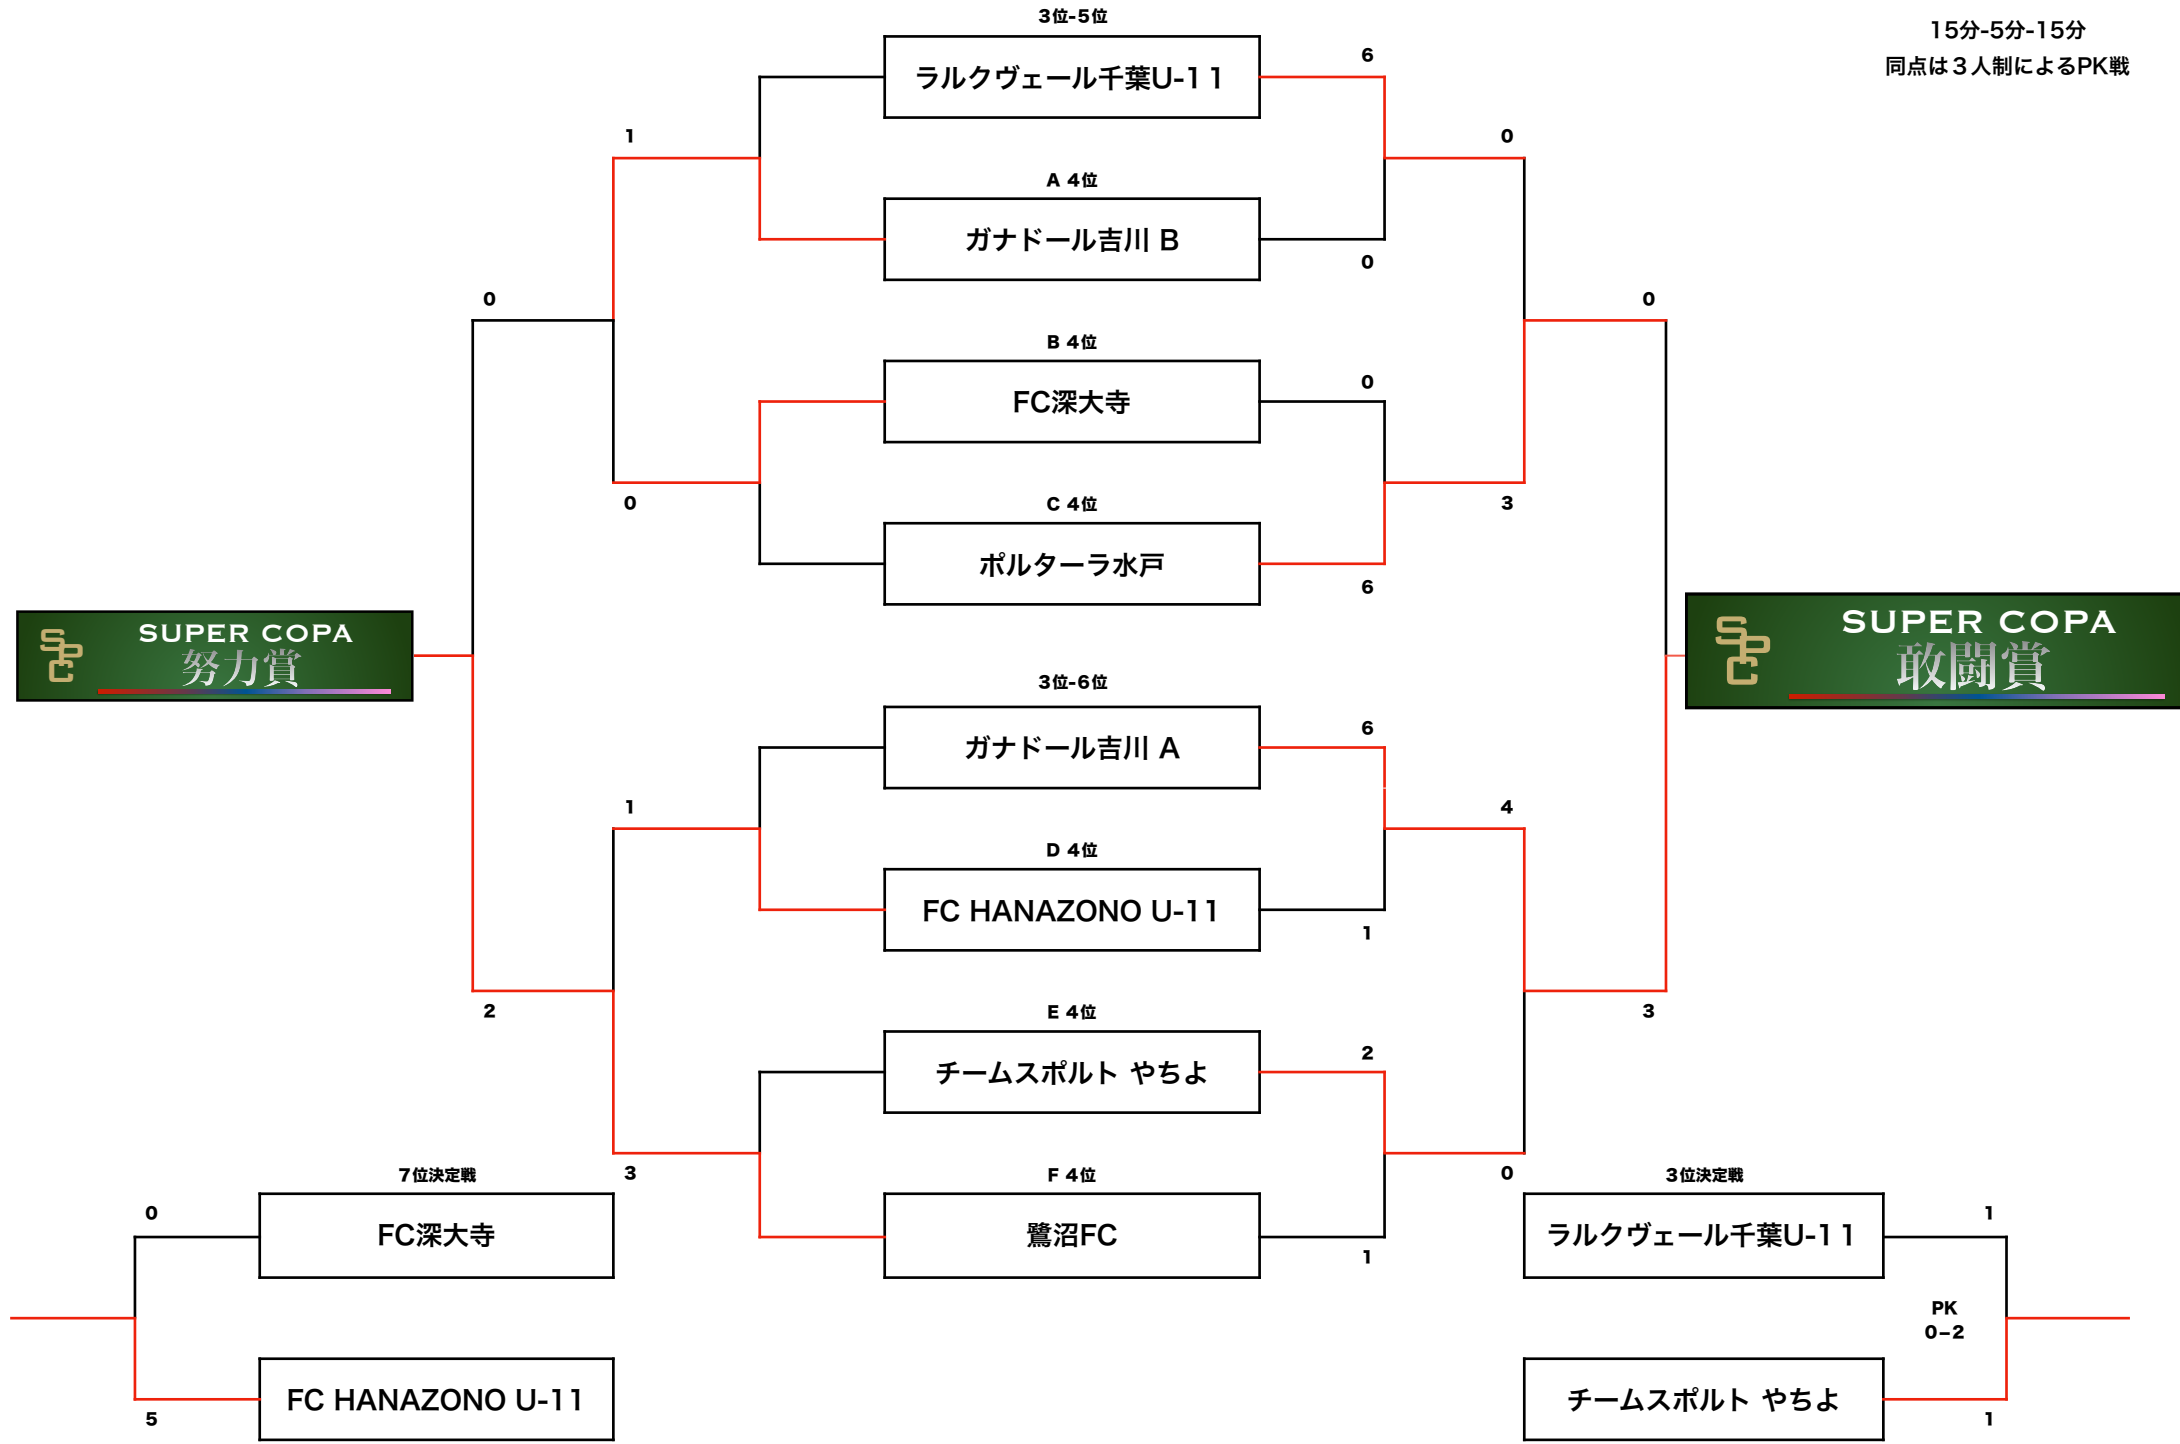 3位-5位
15分-5分-15分
同点は３人制によるPK戦
ラルクヴェール千葉U-11
6
1
0
A 4位
ガナドール吉川 B
0
0
0
B 4位
FC深大寺
0
C 4位
0
3
ポルターラ水戸
6
SPC
SUPER COPA
努力賞
SPC
SUPER COPA
敢闘賞
3位-6位
ガナドール吉川 A
6
1
4
D 4位
FC HANAZONO U-11
1
2
E 4位
3
チームスポルト やちよ
2
3
F 4位
0
鷺沼FC
1
7位決定戦
0
FC深大寺
FC HANAZONO U-11
5
3位決定戦
ラルクヴェール千葉U-11
1
PK
0−2
チームスポルト やちよ
1